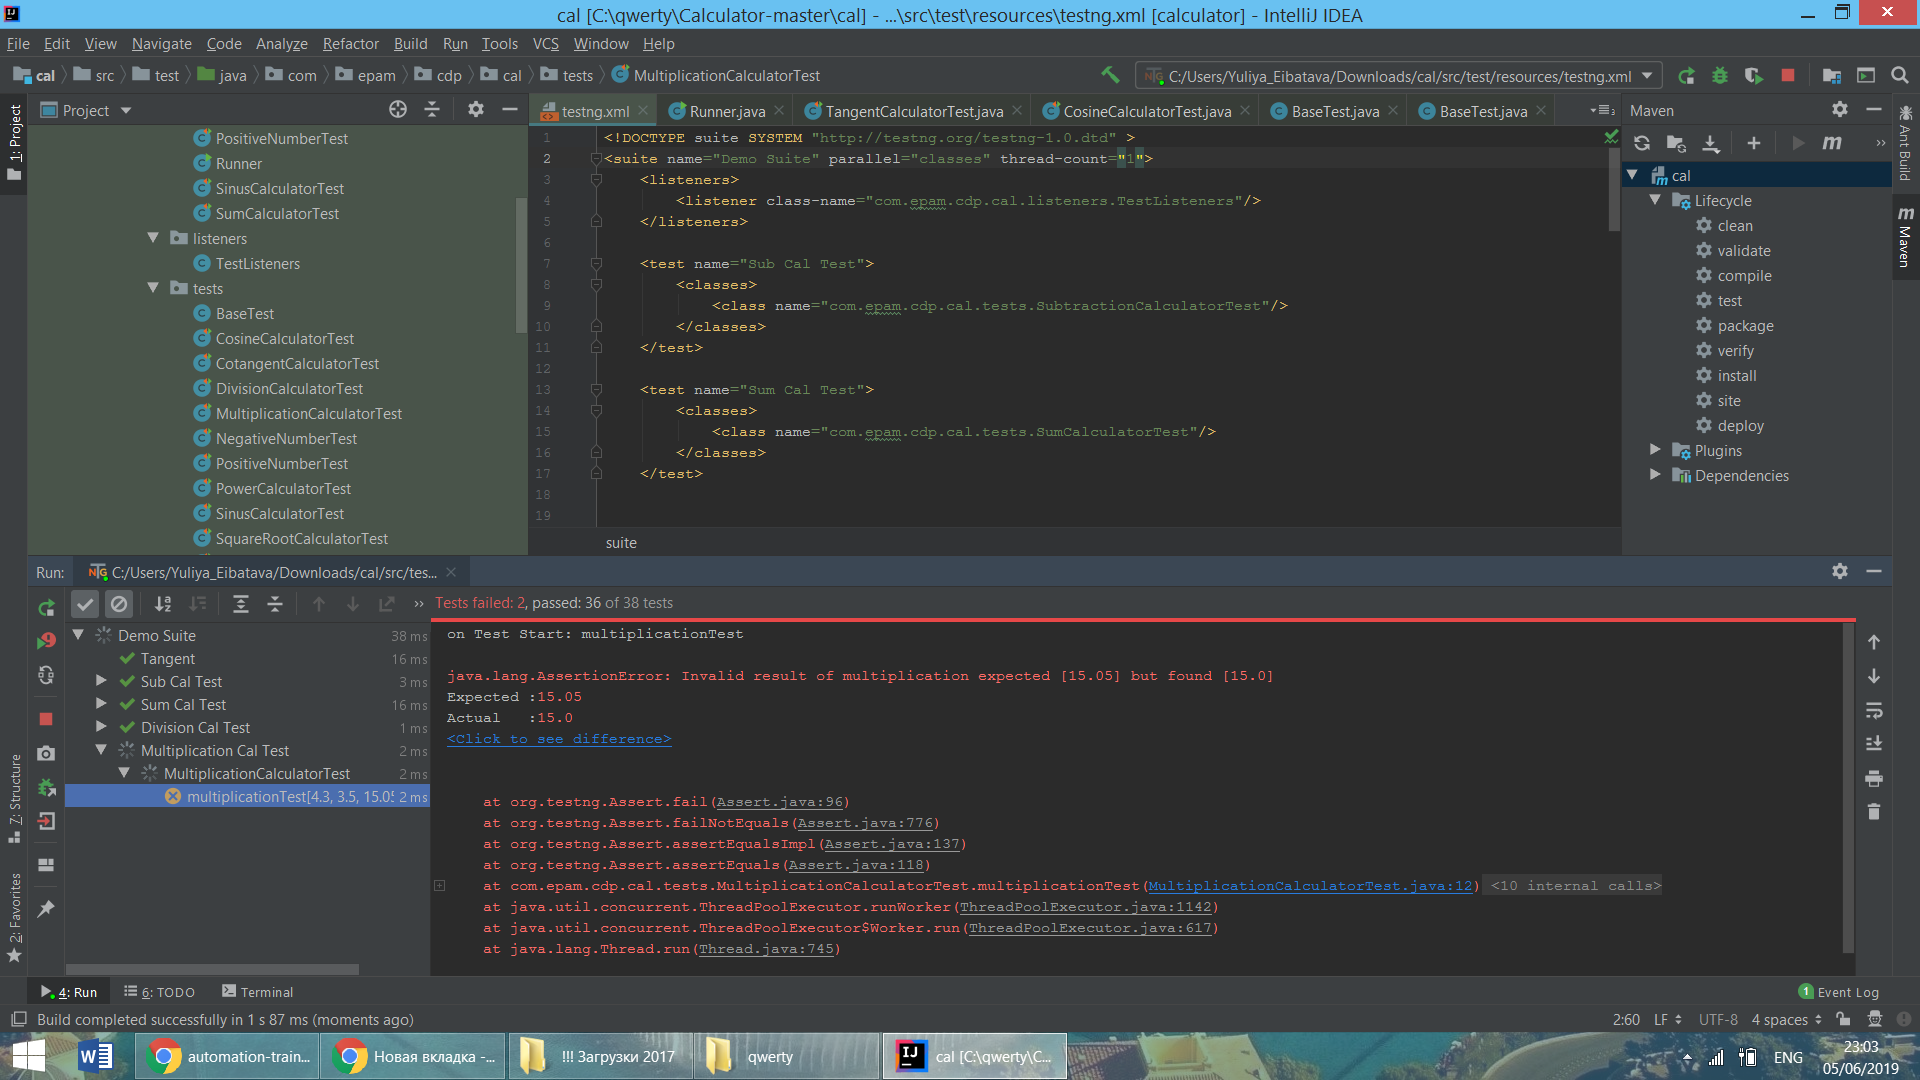 cal [C:\qwerty\Calculator-master\cal] - ...\src\test\resources\testng.xml [calculator] - IntelliJ IDEA
File Edit View Navigate Code Analyze Refactor Build Run Tools VCS Window Help
cal src test java com epam cdp cal tests MultiplicationCalculatorTest
C:/Users/Yuliya_Eibatava/Downloads/cal/src/test/resources/testng.xml
1: Project
Project
PositiveNumberTest
Runner
SinusCalculatorTest
SumCalculatorTest
listeners
TestListeners
tests
BaseTest
CosineCalculatorTest
CotangentCalculatorTest
DivisionCalculatorTest
MultiplicationCalculatorTest
NegativeNumberTest
PositiveNumberTest
PowerCalculatorTest
SinusCalculatorTest
SquareRootCalculatorTest
testng.xml Runner.java TangentCalculatorTest.java CosineCalculatorTest.java BaseTest.java BaseTest.java
1 <!DOCTYPE suite SYSTEM "http://testng.org/testng-1.0.dtd" >
2 <suite name="Demo Suite" parallel="classes" thread-count="1">
3 <listeners>
4 <listener class-name="com.epam.cdp.cal.listeners.TestListeners"/>
5 </listeners>
6
7 <test name="Sub Cal Test">
8 <classes>
9 <class name="com.epam.cdp.cal.tests.SubtractionCalculatorTest"/>
10 </classes>
11 </test>
12
13 <test name="Sum Cal Test">
14 <classes>
15 <class name="com.epam.cdp.cal.tests.SumCalculatorTest"/>
16 </classes>
17 </test>
18
19
suite
Maven
cal
Lifecycle
clean
validate
compile
test
package
verify
install
site
deploy
Plugins
Dependencies
Ant Build
Maven
Run: C:/Users/Yuliya_Eibatava/Downloads/cal/src/tes...
Tests failed: 2, passed: 36 of 38 tests
Demo Suite 38 ms
Tangent 16 ms
Sub Cal Test 3 ms
Sum Cal Test 16 ms
Division Cal Test 1 ms
Multiplication Cal Test 2 ms
MultiplicationCalculatorTest 2 ms
multiplicationTest[4.3, 3.5, 15.05 2 ms
on Test Start: multiplicationTest
java.lang.AssertionError: Invalid result of multiplication expected [15.05] but found [15.0]
Expected :15.05
Actual :15.0
<Click to see difference>
at org.testng.Assert.fail(Assert.java:96)
at org.testng.Assert.failNotEquals(Assert.java:776)
at org.testng.Assert.assertEqualsImpl(Assert.java:137)
at org.testng.Assert.assertEquals(Assert.java:118)
at com.epam.cdp.cal.tests.MultiplicationCalculatorTest.multiplicationTest(MultiplicationCalculatorTest.java:12) <10 internal calls>
at java.util.concurrent.ThreadPoolExecutor.runWorker(ThreadPoolExecutor.java:1142)
at java.util.concurrent.ThreadPoolExecutor$Worker.run(ThreadPoolExecutor.java:617)
at java.lang.Thread.run(Thread.java:745)
Z: Structure
2: Favorites
4: Run 6: TODO Terminal
1 Event Log
Build completed successfully in 1 s 87 ms (moments ago)
2:60 LF UTF-8 4 spaces
automation-train... Новая вкладка -... !!! Загрузки 2017 qwerty cal [C:\qwerty\C...
ENG
23:03
05/06/2019